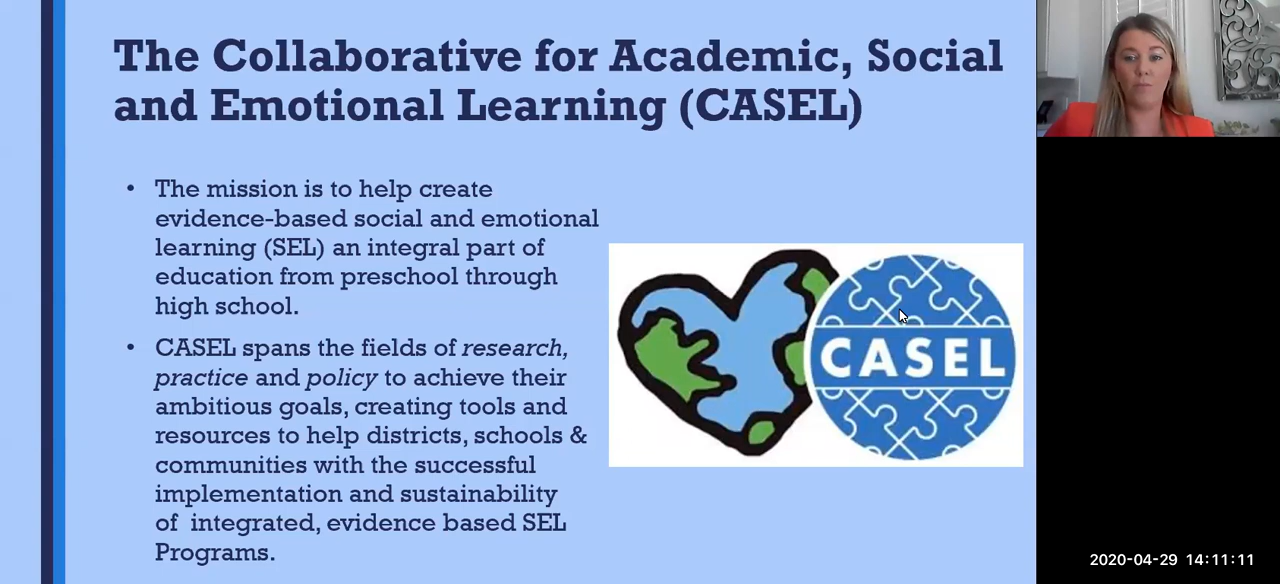 The Collaborative for Academic, Social
and Emotional Learning (CASEL)
• The mission is to help create
evidence-based social and emotional
learning (SEL) an integral part of
education from preschool through
high school.
• CASEL spans the fields of research,
practice and policy to achieve their
ambitious goals, creating tools and
resources to help districts, schools &
communities with the successful
implementation and sustainability
of  integrated, evidence based SEL
Programs.
CASEL
2020-04-29 14:11:11